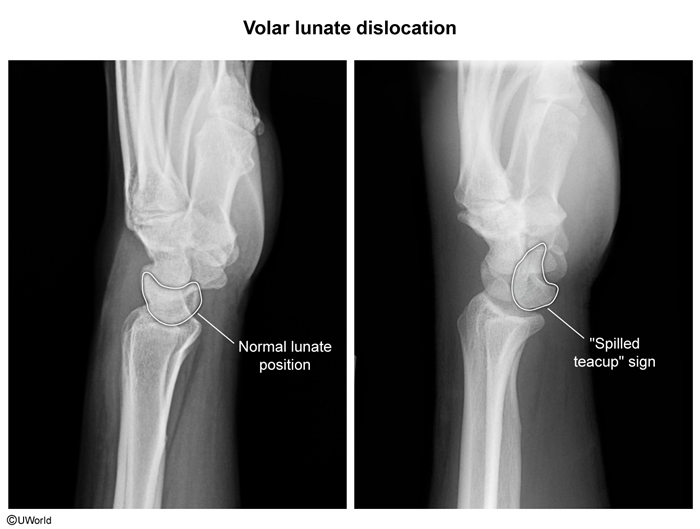 Volar lunate dislocation
Normal lunate
position
"Spilled
teacup" sign
©UWorld